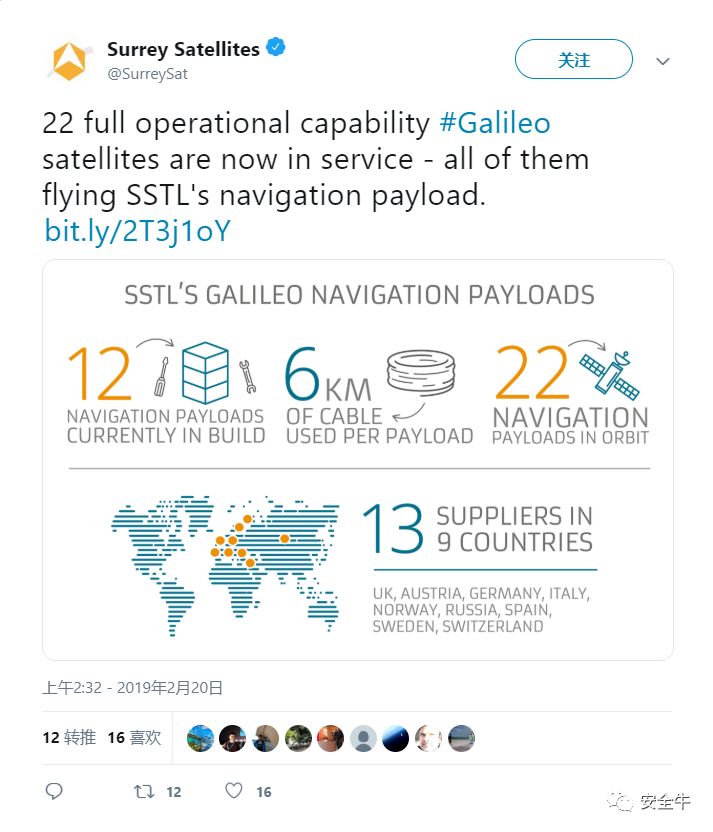 Surrey Satellites
@SurreySat
关注
22 full operational capability #Galileo
satellites are now in service - all of them
flying SSTL's navigation payload.
bit.ly/2T3j1oY
SSTL'S GALILEO NAVIGATION PAYLOADS
12
NAVIGATION PAYLOADS
CURRENTLY IN BUILD
6KM
OF CABLE
USED PER PAYLOAD
22
NAVIGATION
PAYLOADS IN ORBIT
13 SUPPLIERS IN
9 COUNTRIES
UK, AUSTRIA, GERMANY, ITALY,
NORWAY, RUSSIA, SPAIN,
SWEDEN, SWITZERLAND
上午2:32 - 2019年2月20日
12 转推 16 喜欢
12 16
安全牛